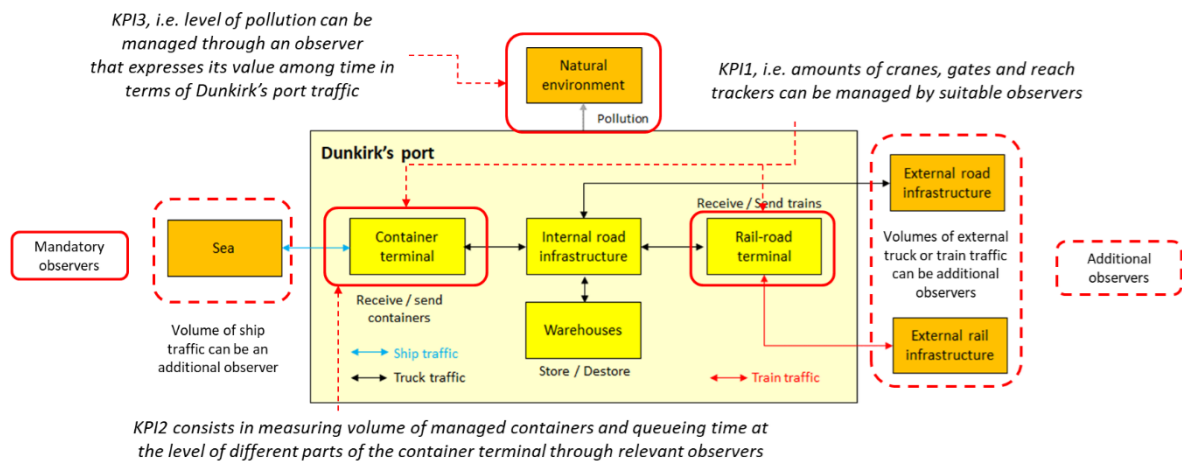 KPI3, i.e. level of pollution can be
managed through an observer
that expresses its value among time in
terms of Dunkirk's port traffic
Natural
environment
KPI1, i.e. amounts of cranes, gates and reach
trackers can be managed by suitable observers
Pollution
Dunkirk's port
External road
infrastructure
Receive / Send trains
Mandatory
observers
Sea
Container
terminal
Internal road
infrastructure
Rail-road
terminal
Volumes of external
truck or train traffic
can be additional
observers
Additional
observers
Receive / send
containers
Volume of ship
traffic can be an
additional observer
Warehouses
External rail
infrastructure
Ship traffic
Truck traffic
Store / Destore
Train traffic
KPI2 consists in measuring volume of managed containers and queueing time at
the level of different parts of the container terminal through relevant observers